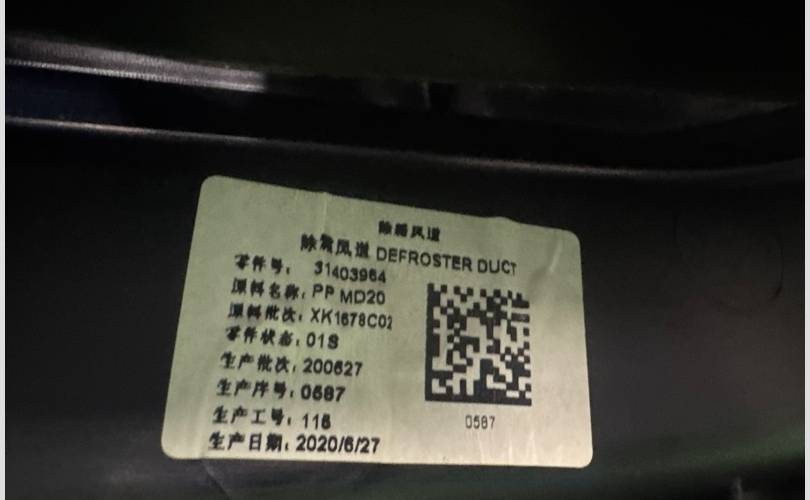 除霜风道
除霜风道 DEFROSTER DUCT
零件号: 31403964
原料名称: PP MD20
原料批次: XK1678C02
零件状态: 01S
生产批次: 200627
生产序号: 0587
生产工号: 115
生产日期: 2020/6/27
0587